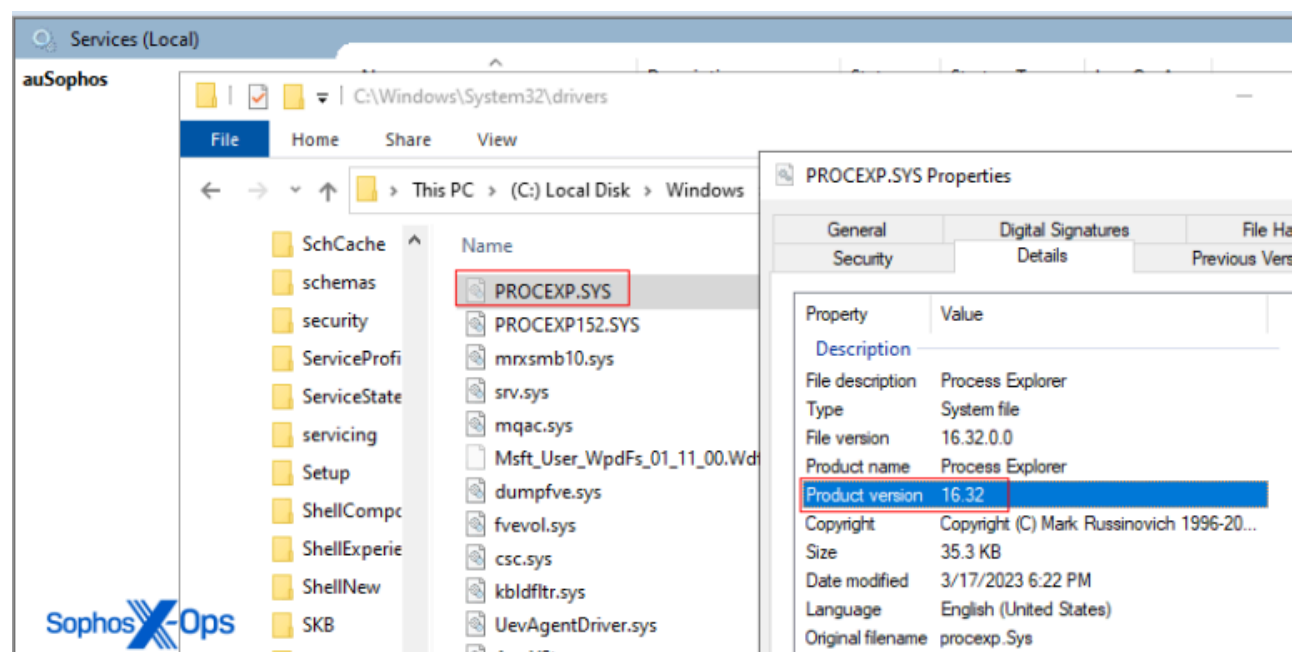 Services (Local)
auSophos
C:\Windows\System32\drivers
File Home Share View
This PC > (C:) Local Disk > Windows
SchCache
schemas
security
ServiceProfi
ServiceState
servicing
Setup
ShellCompc
ShellExperie
ShellNew
SKB
Name
PROCEXP.SYS
PROCEXP152.SYS
mrxsmb10.sys
srv.sys
mqac.sys
Msft_User_WpdFs_01_11_00.Wdf
dumpfve.sys
fvevol.sys
csc.sys
kbldfltr.sys
UevAgentDriver.sys
PROCEXP.SYS Properties
General Digital Signatures File Ha
Security Details Previous Vers
Property Value
Description
File description Process Explorer
Type System file
File version 16.32.0.0
Product name Process Explorer
Product version 16.32
Copyright Copyright (C) Mark Russinovich 1996-20...
Size 35.3 KB
Date modified 3/17/2023 6:22 PM
Language English (United States)
Original filename procexp.Sys
Sophos X-Ops